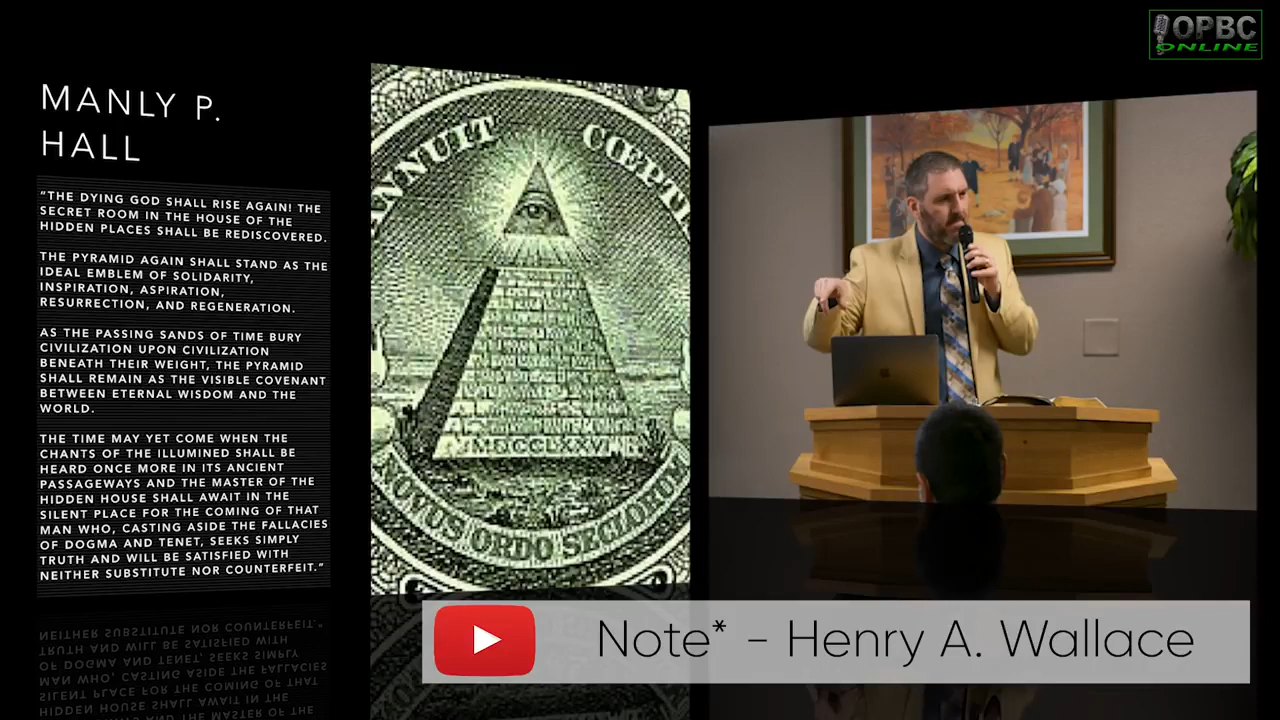 OPBC
ONLINE
MANLY P.
HALL
"THE DYING GOD SHALL RISE AGAIN! THE
SECRET ROOM IN THE HOUSE OF THE
HIDDEN PLACES SHALL BE REDISCOVERED.
THE PYRAMID AGAIN SHALL STAND AS THE
IDEAL EMBLEM OF SOLIDARITY,
INSPIRATION, ASPIRATION,
RESURRECTION, AND REGENERATION.
AS THE PASSING SANDS OF TIME BURY
CIVILIZATION UPON CIVILIZATION
BENEATH THEIR WEIGHT, THE PYRAMID
SHALL REMAIN AS THE VISIBLE COVENANT
BETWEEN ETERNAL WISDOM AND THE
WORLD.
THE TIME MAY YET COME WHEN THE
CHANTS OF THE ILLUMINED SHALL BE
HEARD ONCE MORE IN ITS ANCIENT
PASSAGEWAYS AND THE MASTER OF THE
HIDDEN HOUSE SHALL AWAIT IN THE
SILENT PLACE FOR THE COMING OF THAT
MAN WHO, CASTING ASIDE THE FALLACIES
OF DOGMA AND TENET, SEEKS SIMPLY
TRUTH AND WILL BE SATISFIED WITH
NEITHER SUBSTITUTE NOR COUNTERFEIT."
ANNUIT CŒPTI
MDCCLXXVI
NOVUS ORDO SECLORUM
Note* - Henry A. Wallace